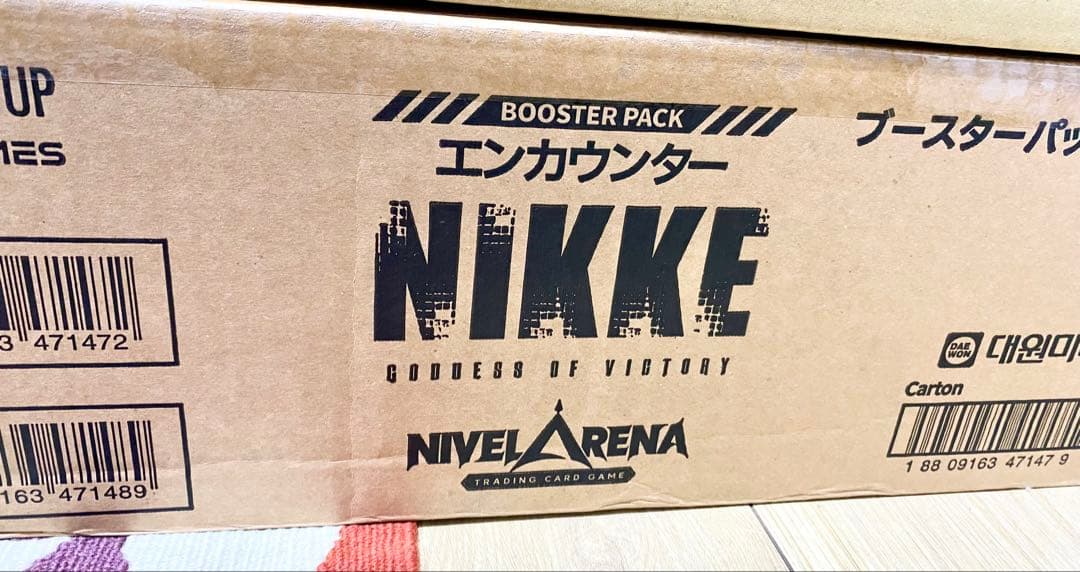 UP
BOOSTER PACK
エンカウンター
NIKKE
GODDESS OF VICTORY
NIVEL ARENA
TRADING CARD GAME
ブースターパッ
3 471472
163 471489
DAE WON
대원미
Carton
1 88 09163 47147 9